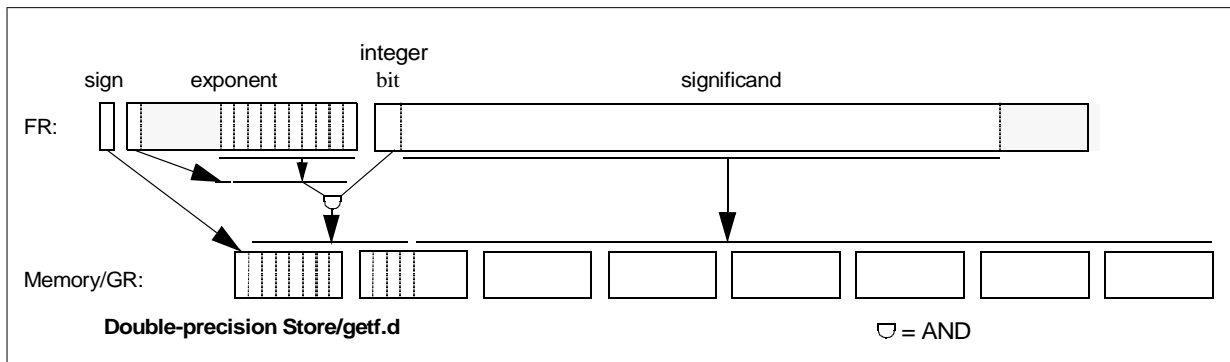 integer
sign exponent bit significand
FR:
Memory/GR:
Double-precision Store/getf.d = AND